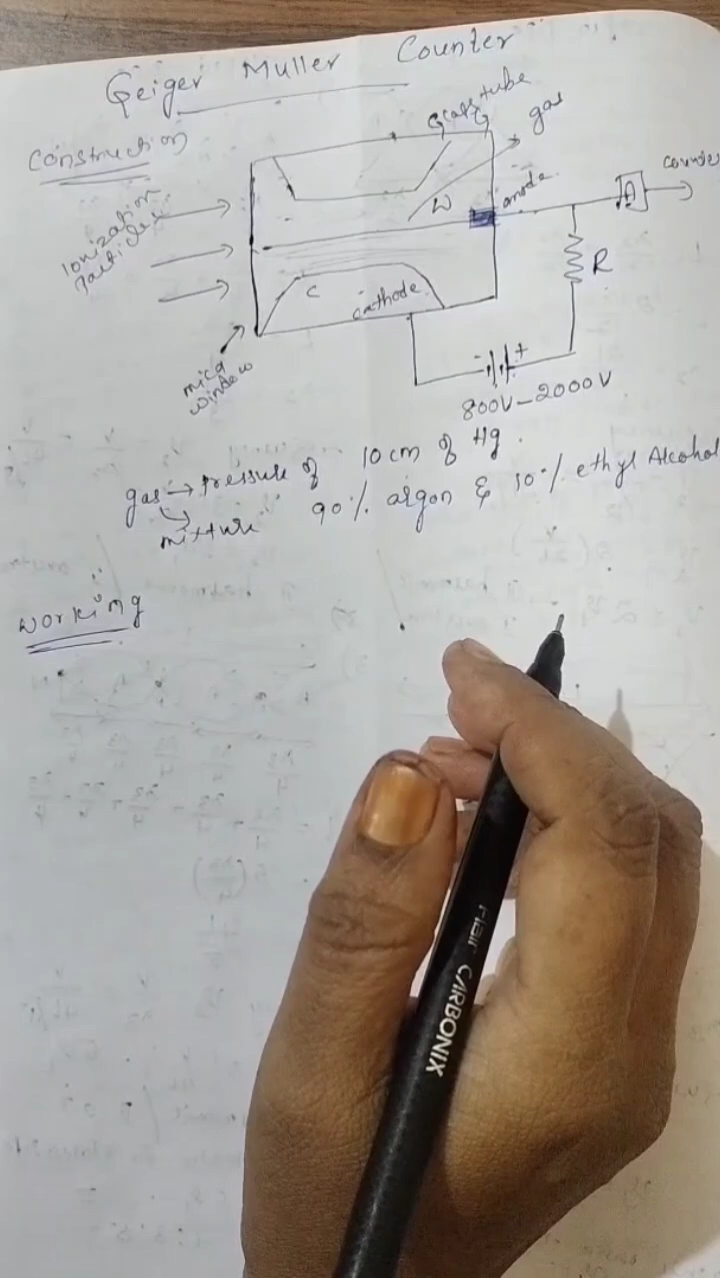 Geiger Muller Counter
Construction
Glass tube
gas
Ionization
Particles
W
anode
A
counter
R
C
cathode
mica
window
- +
800V-2000V
gas → pressure of 10 cm of Hg.
mixture 90% argon & 10% ethyl Alcohol
Working
Flair CARBONIX